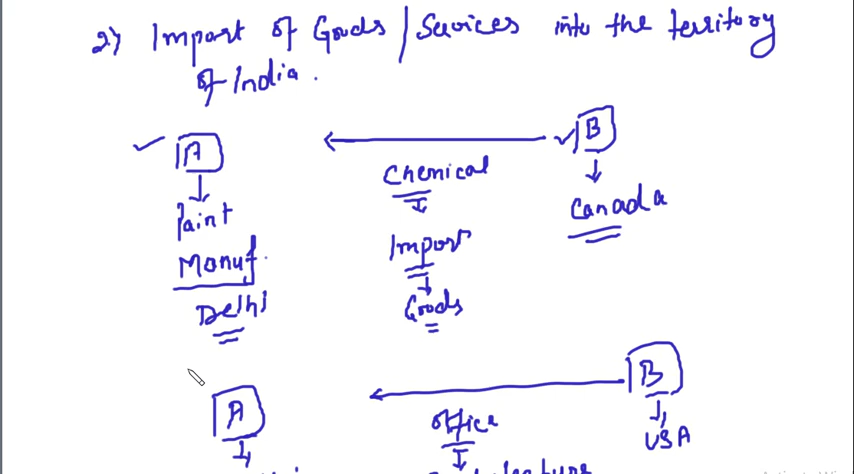 2) Import of Goods / Services into the territory
of India.
A
B
Chemical
Paint
Canada
Manuf.
Import
Delhi
Goods
A
B
office
USA